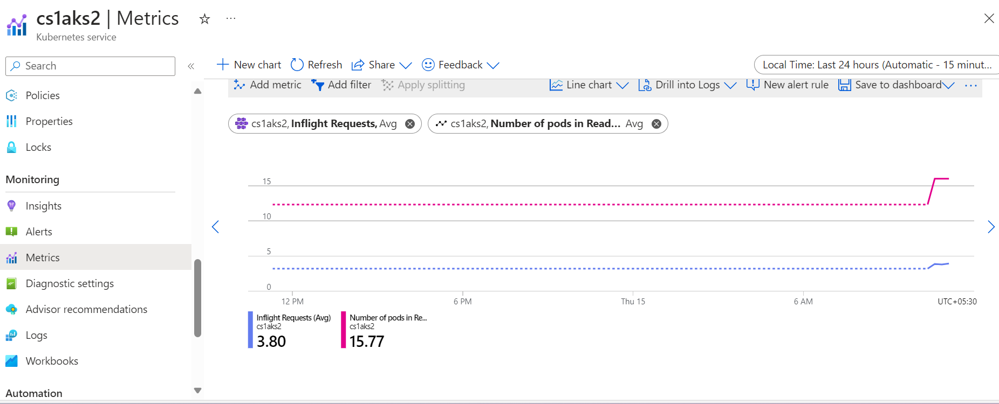 cs1aks2 | Metrics
Kubernetes service
Search
Policies
Properties
Locks
Monitoring
Insights
Alerts
Metrics
Diagnostic settings
Advisor recommendations
Logs
Workbooks
Automation
New chart
Refresh
Share
Feedback
Local Time: Last 24 hours (Automatic - 15 minut...
Add metric
Add filter
Apply splitting
Line chart
Drill into Logs
New alert rule
Save to dashboard
cs1aks2, Inflight Requests, Avg
cs1aks2, Number of pods in Read... Avg
15
10
5
0
12 PM
6 PM
Thu 15
6 AM
UTC+05:30
Inflight Requests (Avg)
cs1aks2
3.80
Number of pods in Re...
cs1aks2
15.77